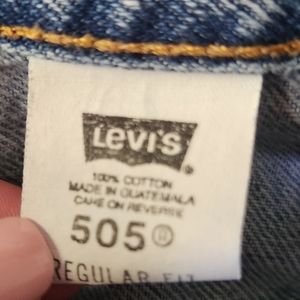 LEVI'S
®
100% COTTON
MADE IN GUATEMALA
CARE ON REVERSE
505®
REGULAR FIT